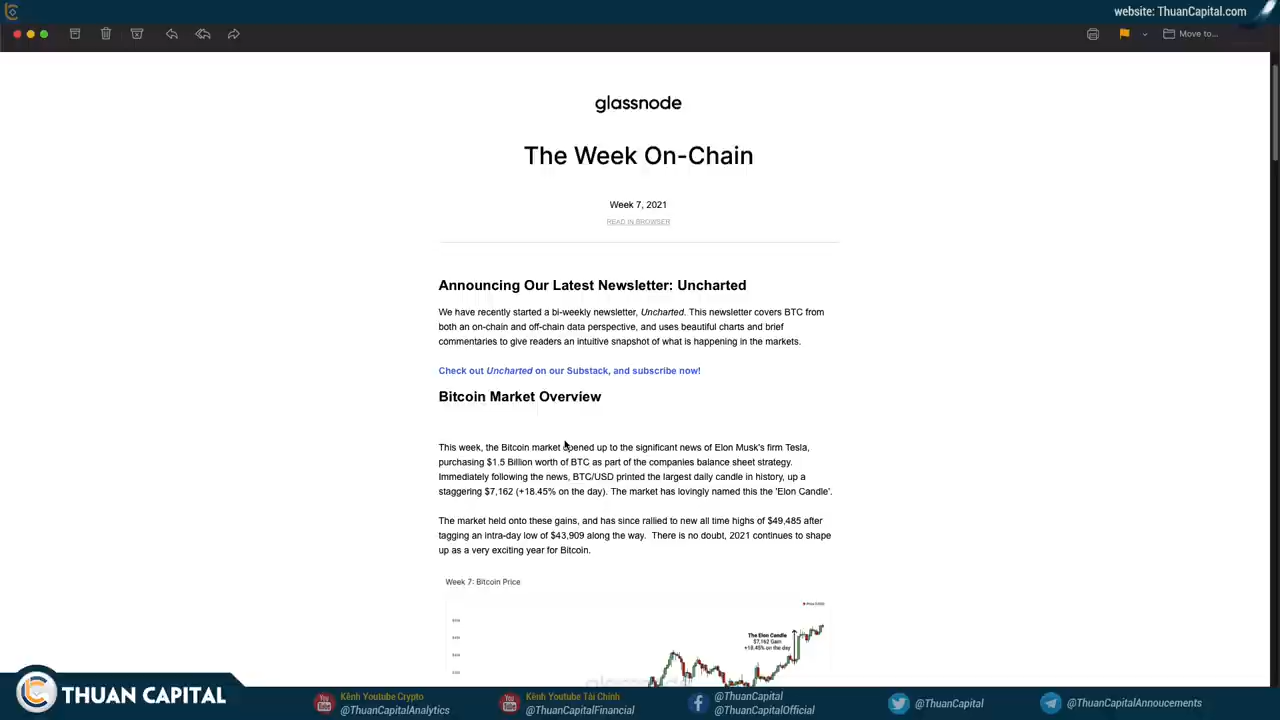 website: ThuanCapital.com
Move to...
glassnode
The Week On-Chain
Week 7, 2021
READ IN BROWSER
Announcing Our Latest Newsletter: Uncharted
We have recently started a bi-weekly newsletter, Uncharted. This newsletter covers BTC from
both an on-chain and off-chain data perspective, and uses beautiful charts and brief
commentaries to give readers an intuitive snapshot of what is happening in the markets.
Check out Uncharted on our Substack, and subscribe now!
Bitcoin Market Overview
This week, the Bitcoin market opened up to the significant news of Elon Musk's firm Tesla,
purchasing $1.5 Billion worth of BTC as part of the companies balance sheet strategy.
Immediately following the news, BTC/USD printed the largest daily candle in history, up a
staggering $7,162 (+18.45% on the day). The market has lovingly named this the 'Elon Candle'.
The market held onto these gains, and has since rallied to new all time highs of $49,485 after
tagging an intra-day low of $43,909 along the way. There is no doubt, 2021 continues to shape
up as a very exciting year for Bitcoin.
Week 7: Bitcoin Price
The Elon Candle
$7,162 Gain
+18.45% on the day
glassnode
THUAN CAPITAL
Kênh Youtube Crypto
@ThuanCapitalAnalytics
Kênh Youtube Tài Chính
@ThuanCapitalFinancial
@ThuanCapital
@ThuanCapitalOfficial
@ThuanCapital
@ThuanCapitalAnnoucements